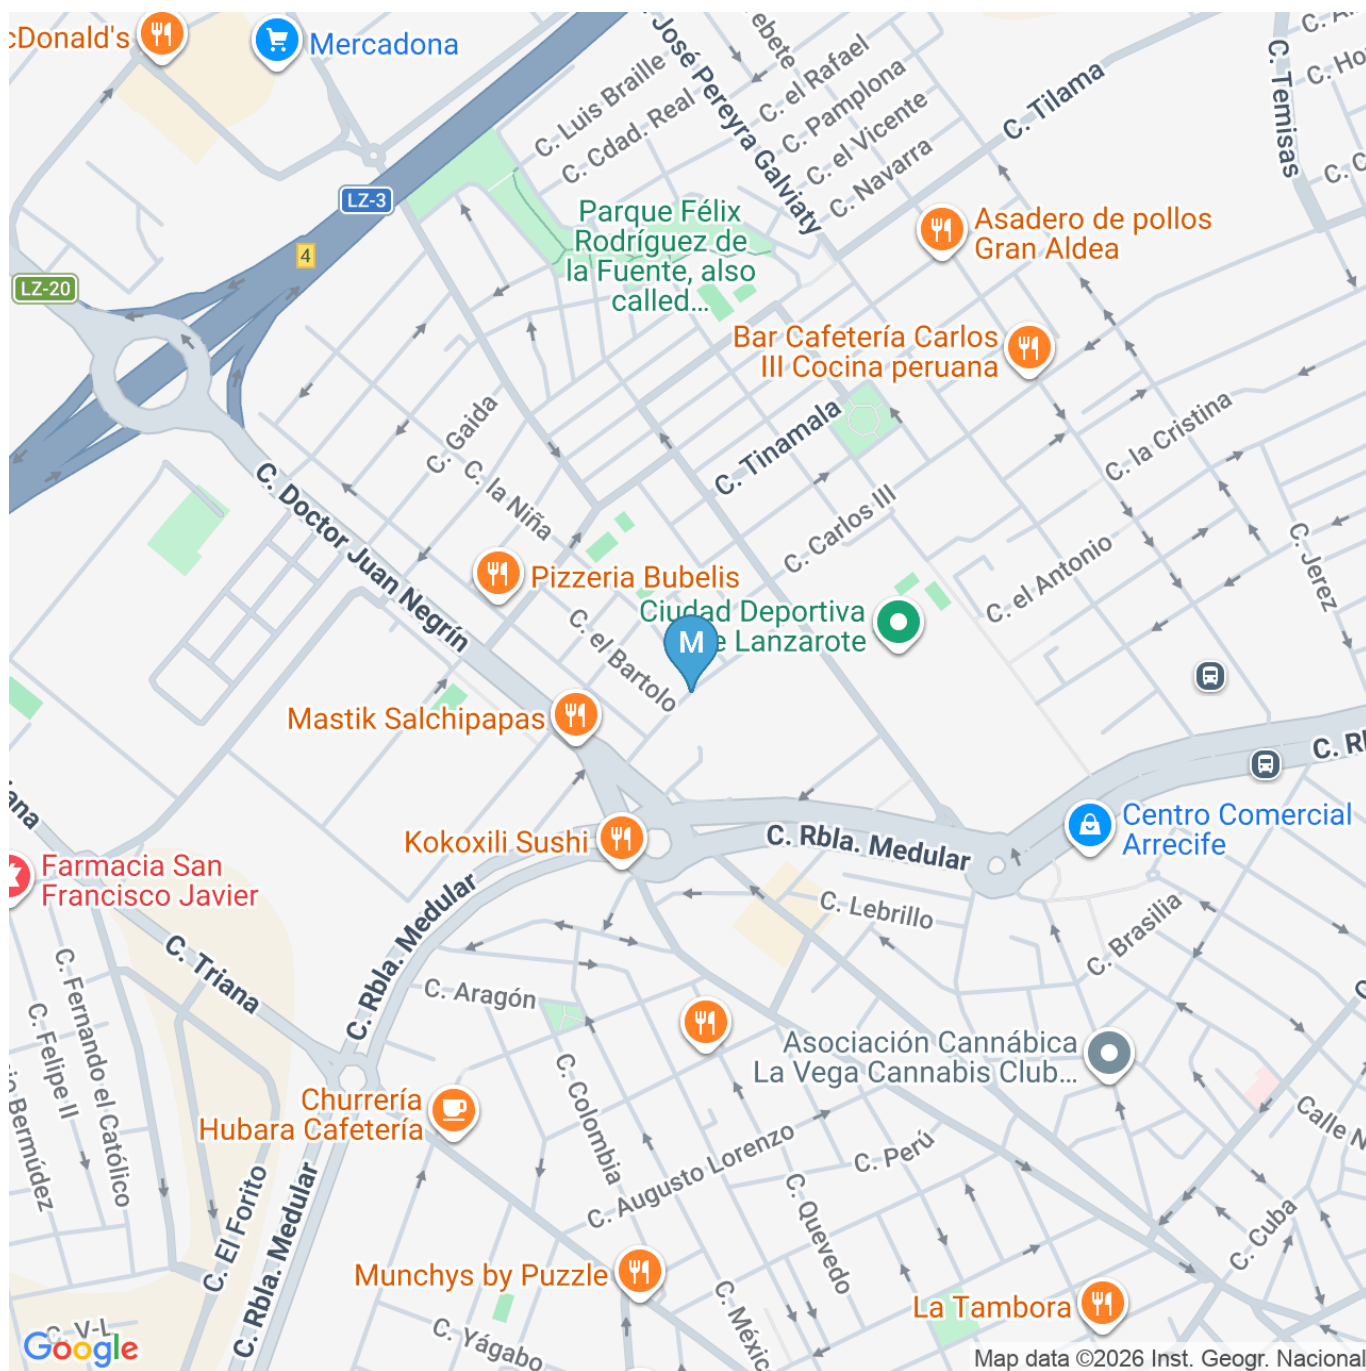 cDonald's
Mercadona
LZ-3
4
LZ-20
C. Luis Braille
C. Cdad. Real
José Pereyra Galviaty
C. el Rafael
C. Pamplona
C. el Vicente
C. Navarra
C. Tilama
C. Temisas
Parque Félix
Rodríguez de
la Fuente, also
called...
Asadero de pollos
Gran Aldea
Bar Cafetería Carlos
III Cocina peruana
C. Gaida
C. la Niña
C. Tinamala
C. la Cristina
C. Doctor Juan Negrín
C. Carlos III
C. Jerez
C. el Antonio
Pizzeria Bubelis
C. el Bartolo
Ciudad Deportiva
Lanzarote
M
Mastik Salchipapas
C. Rbla. Medular
Centro Comercial
Arrecife
Kokoxili Sushi
Farmacia San
Francisco Javier
C. Rbla. Medular
C. Lebrillo
C. Brasilia
C. Triana
C. Aragón
C. Fernando el Católico
C. Felipe II
Bermúdez
Asociación Cannábica
La Vega Cannabis Club...
Churrería
Hubara Cafetería
C. Colombia
C. Augusto Lorenzo
C. Perú
C. Quevedo
C. Cuba
C. El Forito
C. Rbla. Medular
Munchys by Puzzle
La Tambora
C. V-L
C. Yágabo
Google
Map data ©2026 Inst. Geogr. Nacional